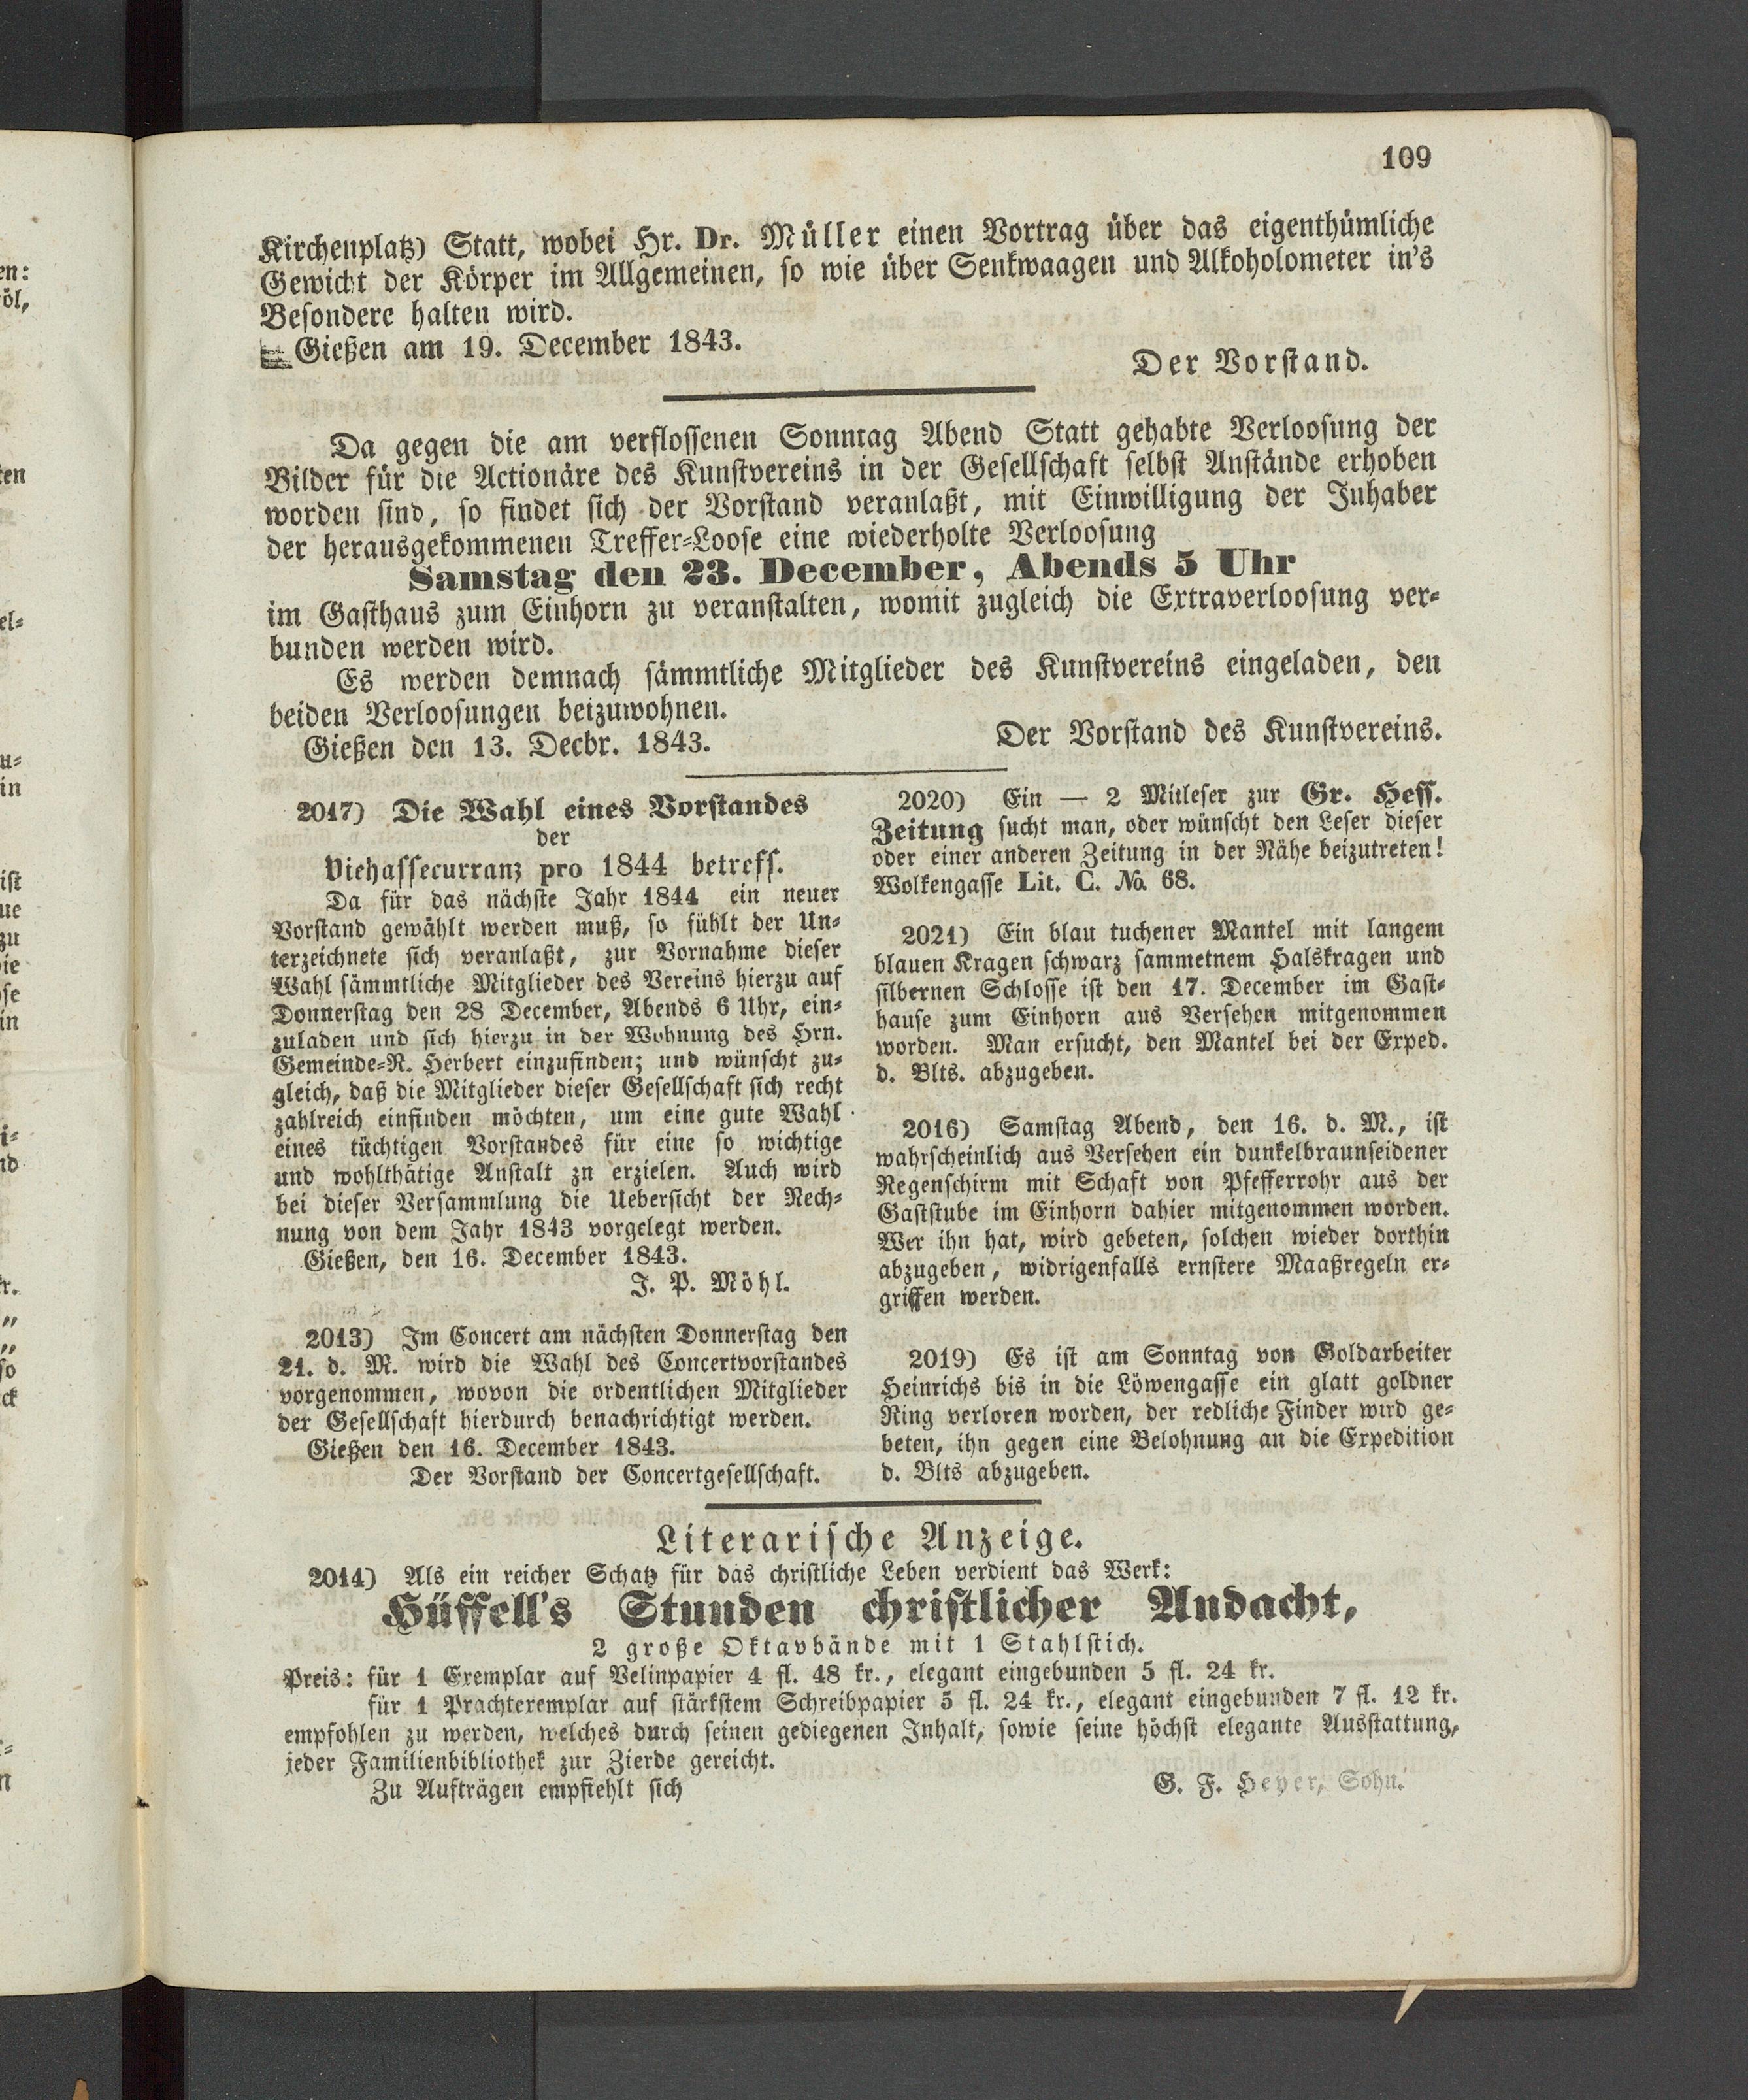 109
Kirchenplatz) Statt, wobei Hr. Dr. Müller einen Vortrag über das eigenthümliche
Gewicht der Körper im Allgemeinen, so wie über Senkwaagen und Alkoholometer in's
Besondere halten wird.
Gießen am 19. December 1843.
Der Vorstand.
Da gegen die am verflossenen Sonntag Abend Statt gehabte Verloosung der
Bilder für die Actionäre des Kunstvereins in der Gesellschaft selbst Anstände erhoben
worden sind, so findet sich der Vorstand veranlaßt, mit Einwilligung der Inhaber
der herausgekommenen Treffer-Loose eine wiederholte Verloosung
Samstag den 23. December, Abends 5 Uhr
im Gasthaus zum Einhorn zu veranstalten, womit zugleich die Extraverloosung ver-
bunden werden wird.
Es werden demnach sämmtliche Mitglieder des Kunstvereins eingeladen, den
beiden Verloosungen beizuwohnen.
Gießen den 13. Decbr. 1843.
Der Vorstand des Kunstvereins.
2017) Die Wahl eines Vorstandes
der
Viehassecurranz pro 1844 betreff.
Da für das nächste Jahr 1844 ein neuer
Vorstand gewählt werden muß, so fühlt der Un-
terzeichnete sich veranlaßt, zur Vornahme dieser
Wahl sämmtliche Mitglieder des Vereins hierzu auf
Donnerstag den 28 December, Abends 6 Uhr, ein-
zuladen und sich hierzu in der Wohnung des Hrn.
Gemeinde-R. Herbert einzufinden; und wünscht zu-
gleich, daß die Mitglieder dieser Gesellschaft sich recht
zahlreich einfinden möchten, um eine gute Wahl
eines tüchtigen Vorstandes für eine so wichtige
und wohlthätige Anstalt zu erzielen. Auch wird
bei dieser Versammlung die Uebersicht der Rech-
nung von dem Jahr 1843 vorgelegt werden.
Gießen, den 16. December 1843.
J. P. Möhl.
2013) Im Concert am nächsten Donnerstag den
21. d. M. wird die Wahl des Concertvorstandes
vorgenommen, wovon die ordentlichen Mitglieder
der Gesellschaft hierdurch benachrichtigt werden.
Gießen den 16. December 1843.
Der Vorstand der Concertgesellschaft.
2020) Ein — 2 Mitleser zur Gr. Hess.
Zeitung sucht man, oder wünscht den Leser dieser
oder einer anderen Zeitung in der Nähe beizutreten!
Wolkengasse Lit. C. No. 68.
2021) Ein blau tuchener Mantel mit langem
blauen Kragen schwarz sammetnem Halskragen und
silbernen Schlosse ist den 17. December im Gast-
hause zum Einhorn aus Versehen mitgenommen
worden. Man ersucht, den Mantel bei der Exped.
d. Blts. abzugeben.
2016) Samstag Abend, den 16. d. M., ist
wahrscheinlich aus Versehen ein dunkelbraunseidener
Regenschirm mit Schaft von Pfefferrohr aus der
Gaststube im Einhorn dahier mitgenommen worden.
Wer ihn hat, wird gebeten, solchen wieder dorthin
abzugeben, widrigenfalls ernstere Maaßregeln er-
griffen werden.
2019) Es ist am Sonntag von Goldarbeiter
Heinrichs bis in die Löwengasse ein glatt goldner
Ring verloren worden, der redliche Finder wird ge-
beten, ihn gegen eine Belohnung an die Expedition
d. Blts abzugeben.
Literarische Anzeige.
2014) Als ein reicher Schatz für das christliche Leben verdient das Werk:
Hüffell's Stunden christlicher Andacht,
2 große Oktavbände mit 1 Stahlstich.
Preis: für 1 Exemplar auf Velinpapier 4 fl. 48 kr., elegant eingebunden 5 fl. 24 kr.
für 1 Prachtexemplar auf stärkstem Schreibpapier 5 fl. 24 kr., elegant eingebunden 7 fl. 12 kr.
empfohlen zu werden, welches durch seinen gediegenen Inhalt, sowie seine höchst elegante Ausstattung,
jeder Familienbibliothek zur Zierde gereicht.
Zu Aufträgen empfiehlt sich
G. F. Heyer, Sohn.